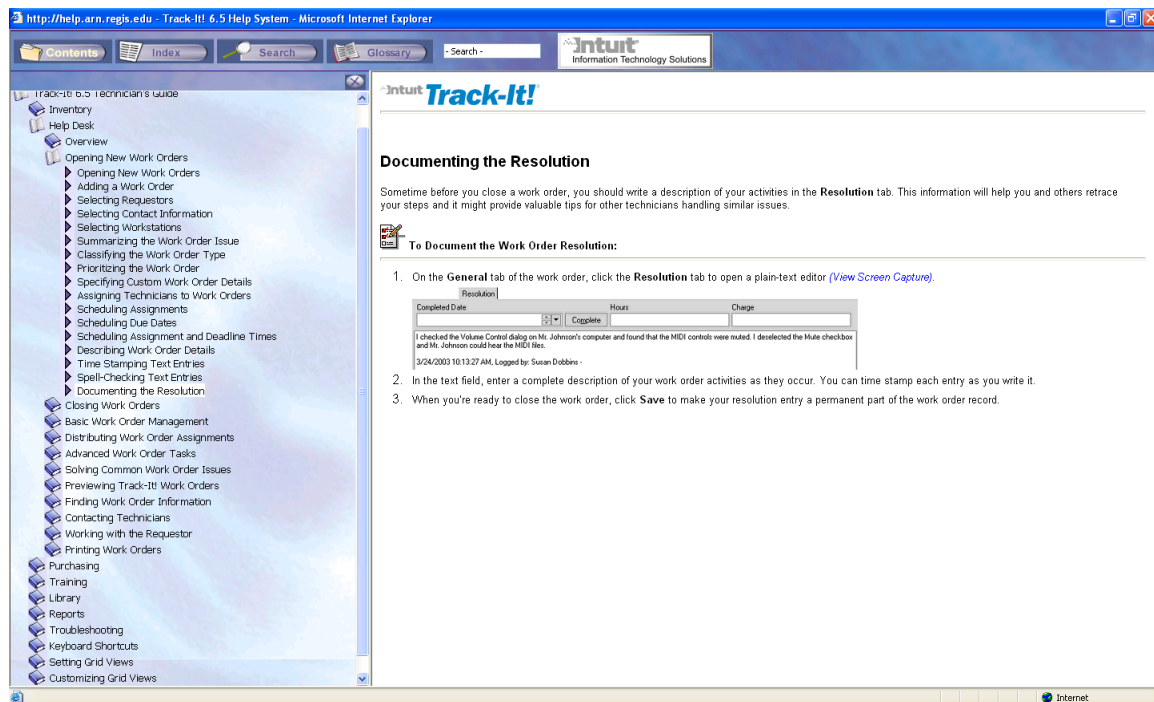 http://help.arn.regis.edu - Track-It! 6.5 Help System - Microsoft Internet Explorer
Contents Index Search Glossary - Search - Intuit
Information Technology Solutions
Track-It! 6.5 Technician's Guide
Inventory
Help Desk
Overview
Opening New Work Orders
Opening New Work Orders
Adding a Work Order
Selecting Requestors
Selecting Contact Information
Selecting Workstations
Summarizing the Work Order Issue
Classifying the Work Order Type
Prioritizing the Work Order
Specifying Custom Work Order Details
Assigning Technicians to Work Orders
Scheduling Assignments
Scheduling Due Dates
Scheduling Assignment and Deadline Times
Describing Work Order Details
Time Stamping Text Entries
Spell-Checking Text Entries
Documenting the Resolution
Closing Work Orders
Basic Work Order Management
Distributing Work Order Assignments
Advanced Work Order Tasks
Solving Common Work Order Issues
Previewing Track-It! Work Orders
Finding Work Order Information
Contacting Technicians
Working with the Requestor
Printing Work Orders
Purchasing
Training
Library
Reports
Troubleshooting
Keyboard Shortcuts
Setting Grid Views
Customizing Grid Views
Intuit Track-It!
Documenting the Resolution
Sometime before you close a work order, you should write a description of your activities in the Resolution tab. This information will help you and others retrace
your steps and it might provide valuable tips for other technicians handling similar issues.
To Document the Work Order Resolution:
1. On the General tab of the work order, click the Resolution tab to open a plain-text editor (View Screen Capture).
Resolution
Completed Date Hours Charge
Complete
I checked the Volume Control dialog on Mr. Johnson's computer and found that the MIDI controls were muted. I deselected the Mute checkbox
and Mr. Johnson could hear the MIDI files.
3/24/2003 10:13:27 AM, Logged by: Susan Dobbins -
2. In the text field, enter a complete description of your work order activities as they occur. You can time stamp each entry as you write it.
3. When you're ready to close the work order, click Save to make your resolution entry a permanent part of the work order record.
Internet